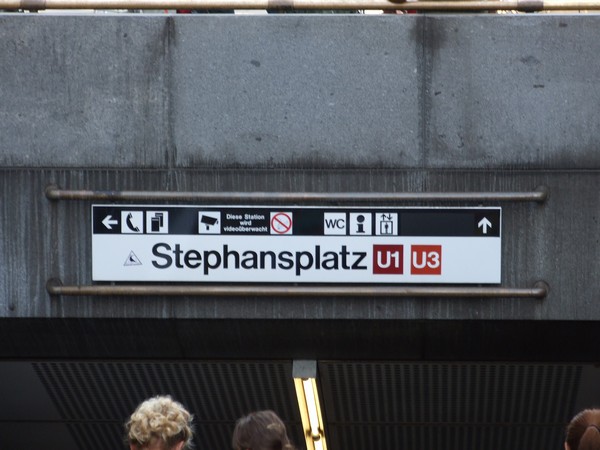 Diese Station
wird
videoüberwacht
WC
Stephansplatz U1 U3